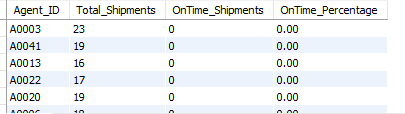 Agent_ID Total_Shipments OnTime_Shipments OnTime_Percentage
A0003 23 0 0.00
A0041 19 0 0.00
A0013 16 0 0.00
A0022 17 0 0.00
A0020 19 0 0.00